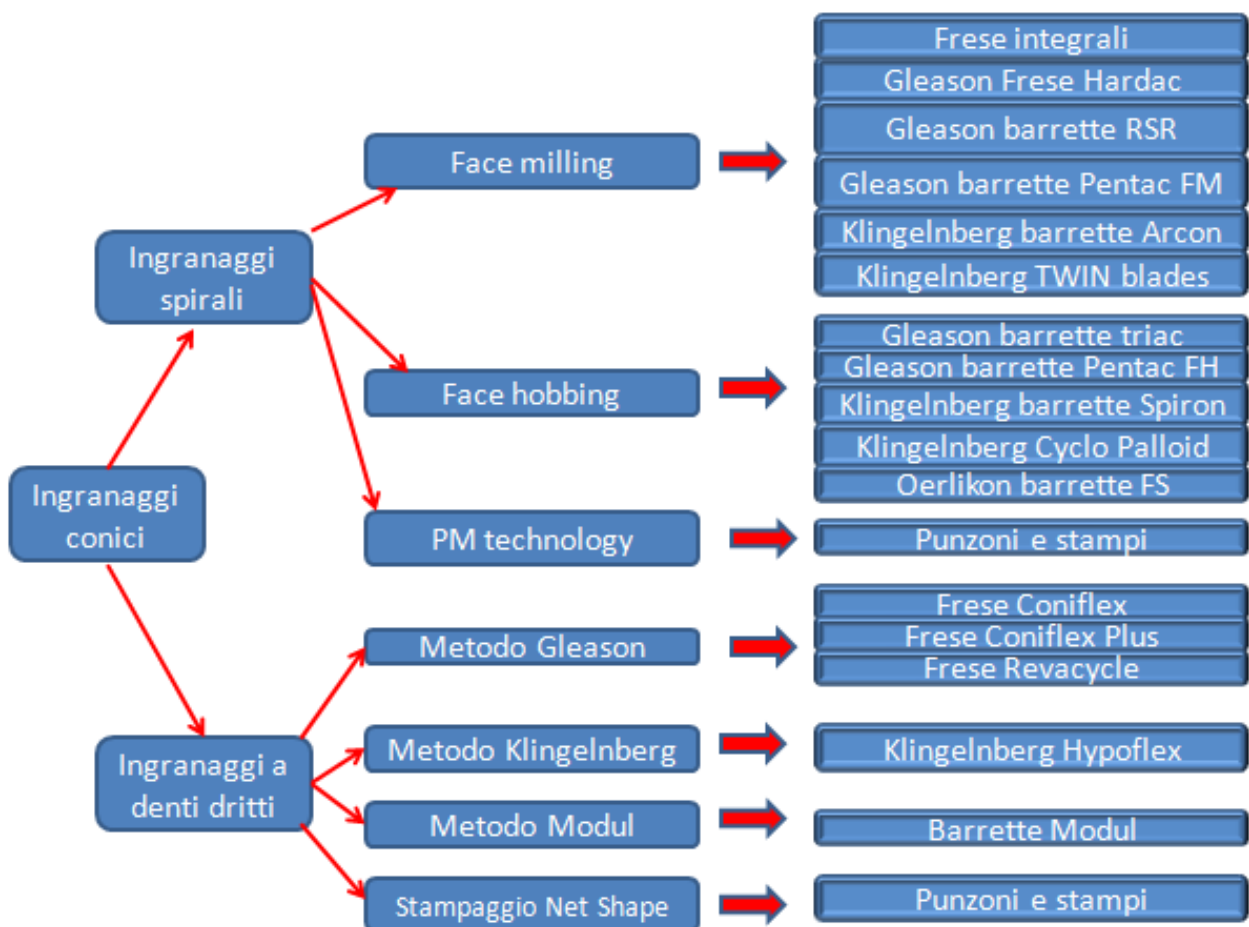 Ingranaggi
conici
Ingranaggi
spirali
Face milling
Frese integrali
Gleason Frese Hardac
Gleason barrette RSR
Gleason barrette Pentac FM
Klingelnberg barrette Arcon
Klingelnberg TWIN blades
Face hobbing
Gleason barrette triac
Gleason barrette Pentac FH
Klingelnberg barrette Spiron
Klingelnberg Cyclo Palloid
Oerlikon barrette FS
PM technology
Punzoni e stampi
Ingranaggi a
denti dritti
Metodo Gleason
Frese Coniflex
Frese Coniflex Plus
Frese Revacycle
Metodo Klingelnberg
Klingelnberg Hypoflex
Metodo Modul
Barrette Modul
Stampaggio Net Shape
Punzoni e stampi